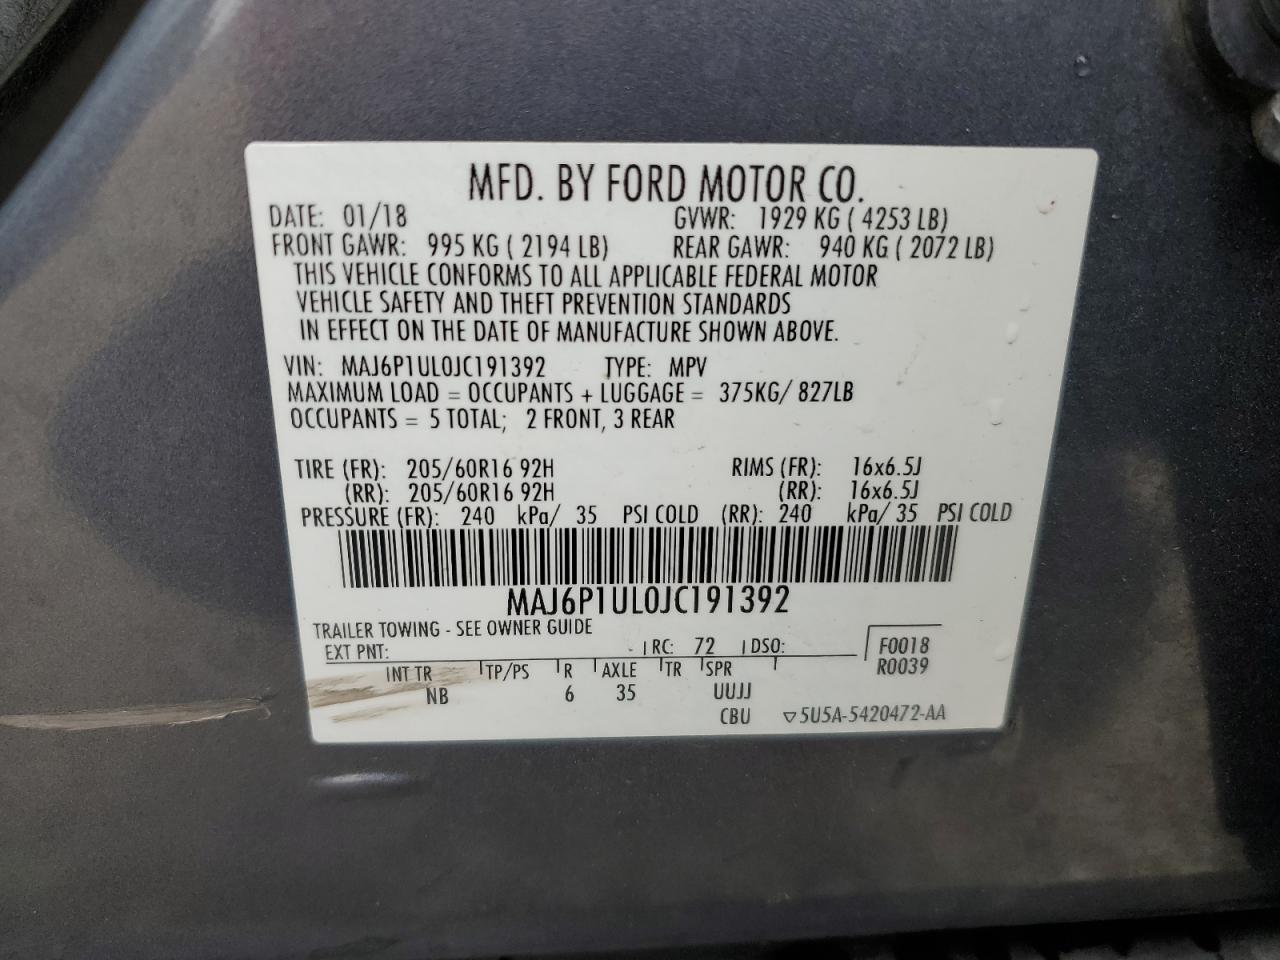 MFD. BY FORD MOTOR CO.
DATE: 01/18 GVWR: 1929 KG ( 4253 LB)
FRONT GAWR: 995 KG ( 2194 LB) REAR GAWR: 940 KG ( 2072 LB)
THIS VEHICLE CONFORMS TO ALL APPLICABLE FEDERAL MOTOR
VEHICLE SAFETY AND THEFT PREVENTION STANDARDS
IN EFFECT ON THE DATE OF MANUFACTURE SHOWN ABOVE.
VIN: MAJ6P1UL0JC191392 TYPE: MPV
MAXIMUM LOAD = OCCUPANTS + LUGGAGE = 375KG/ 827LB
OCCUPANTS = 5 TOTAL; 2 FRONT, 3 REAR
TIRE (FR): 205/60R16 92H RIMS (FR): 16x6.5J
(RR): 205/60R16 92H (RR): 16x6.5J
PRESSURE (FR): 240 kPa/ 35 PSI COLD (RR): 240 kPa/ 35 PSI COLD
MAJ6P1UL0JC191392
TRAILER TOWING - SEE OWNER GUIDE
EXT PNT: RC: 72 DSO: F0018
R0039
INT TR TP/PS R AXLE TR SPR
NB 6 35 UUJJ
CBU ▽5U5A-5420472-AA